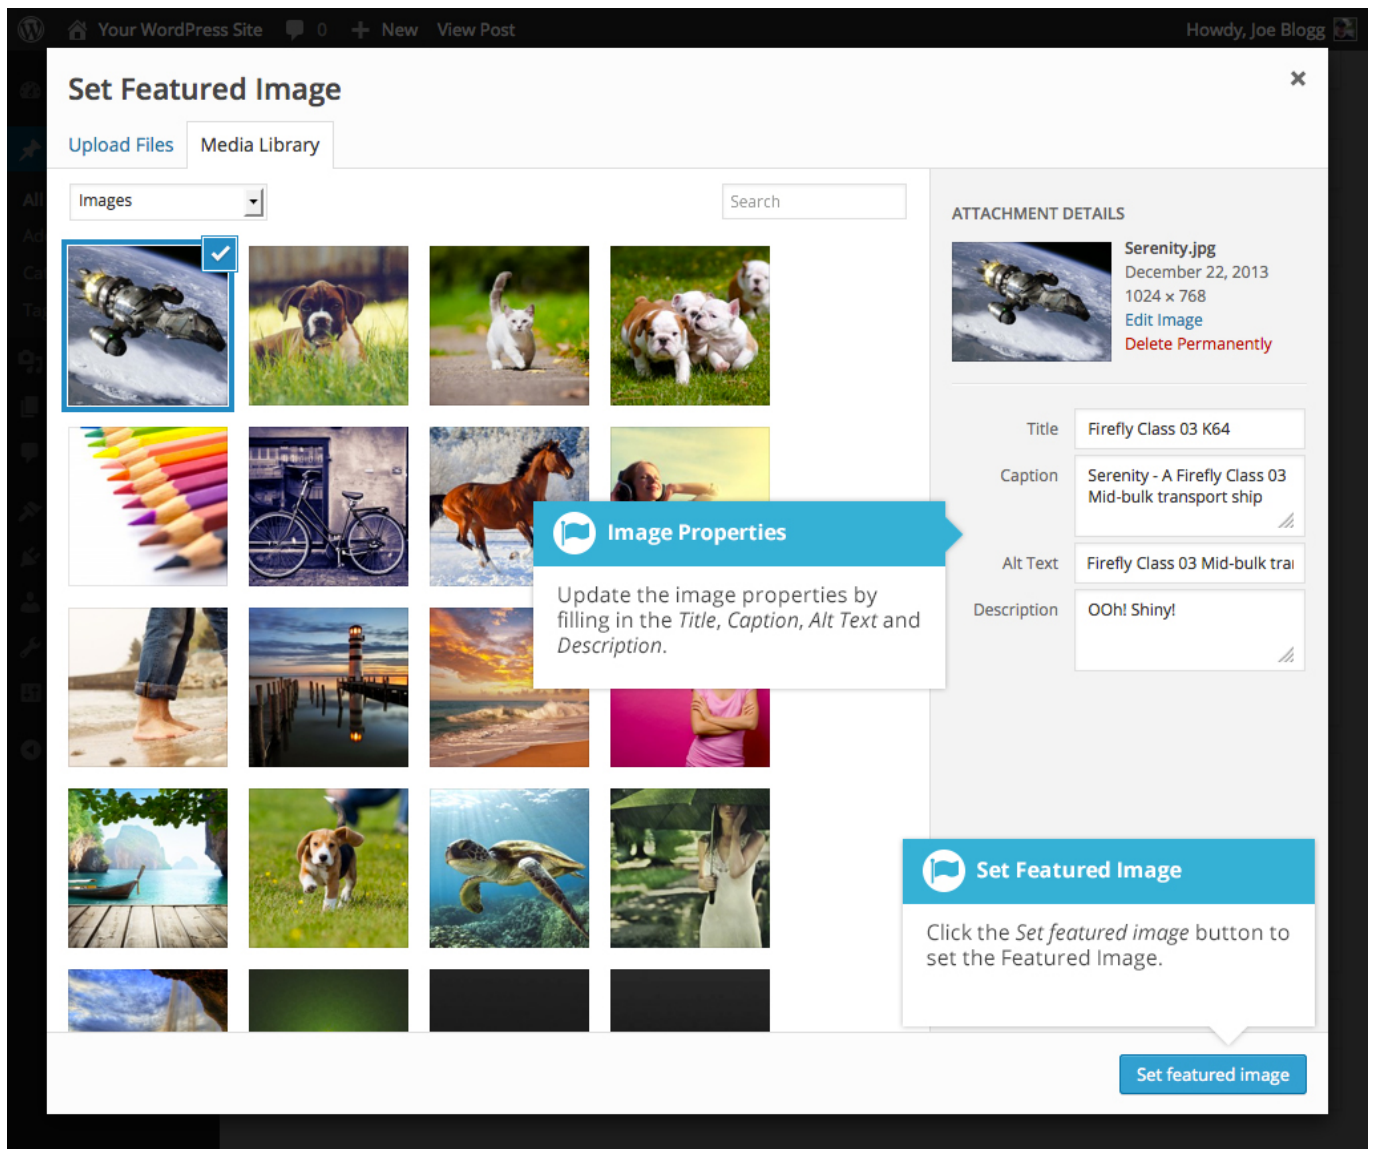 Your WordPress Site 0 New View Post Howdy, Joe Blogg
Set Featured Image
Upload Files Media Library
Images
Search
ATTACHMENT DETAILS
Serenity.jpg
December 22, 2013
1024 × 768
Edit Image
Delete Permanently
Title Firefly Class 03 K64
Caption Serenity - A Firefly Class 03
Mid-bulk transport ship
Alt Text Firefly Class 03 Mid-bulk tra
Description OOh! Shiny!
Image Properties
Update the image properties by
filling in the Title, Caption, Alt Text and
Description.
Set Featured Image
Click the Set featured image button to
set the Featured Image.
Set featured image
All